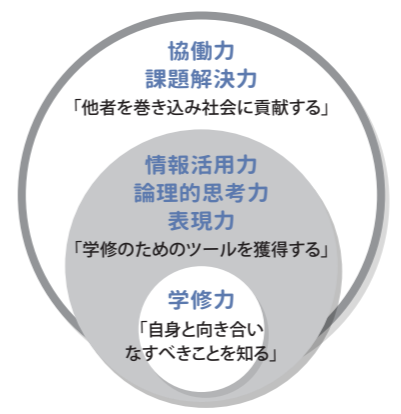 協働力
課題解決力
「他者を巻き込み社会に貢献する」
情報活用力
論理的思考力
表現力
「学修のためのツールを獲得する」
学修力
「自身と向き合い
なすべきことを知る」